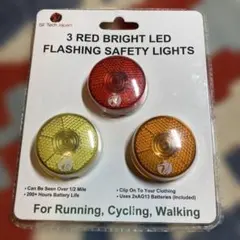 3 RED BRIGHT LED
FLASHING SAFETY LIGHTS
• Can Be Seen Over 1/2 Mile
• 200+ Hours Battery Life
• Clip On To Your Clothing
• Uses 2xAG13 Batteries (Included)
For Running, Cycling, Walking